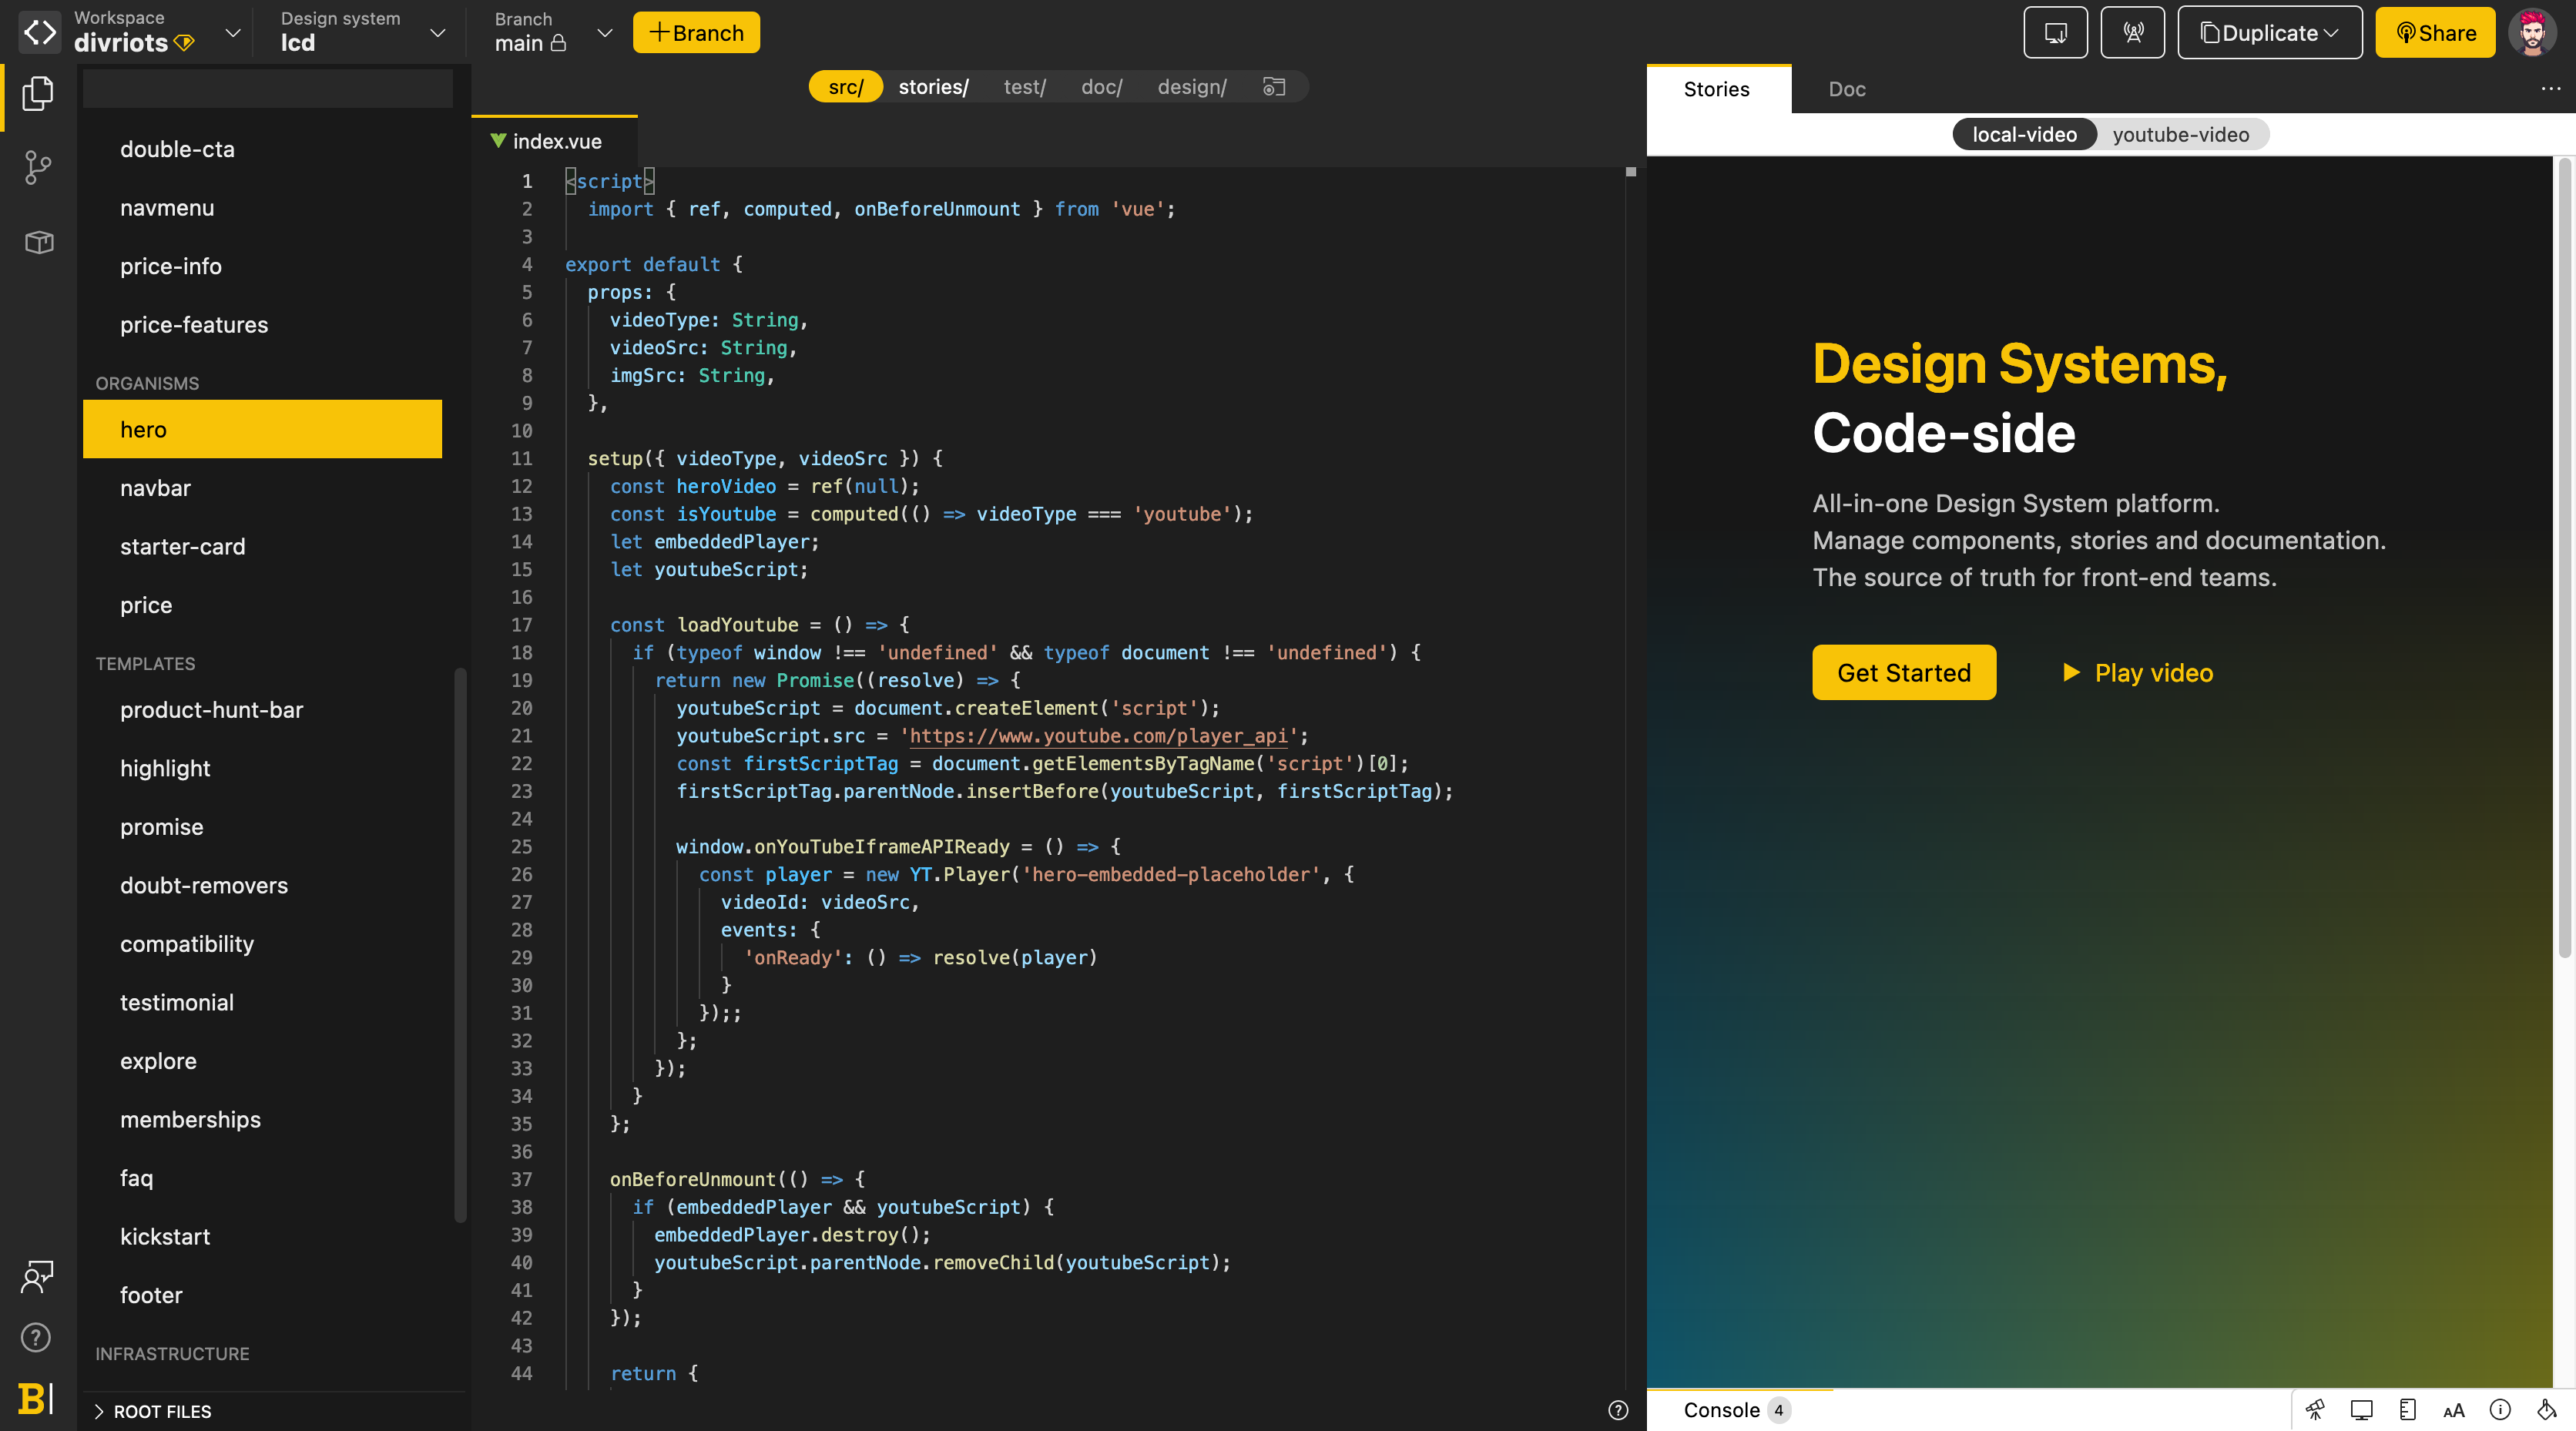 Workspace
divriots
Design system
lcd
Branch
main
Branch
Duplicate
Share
double-cta
navmenu
price-info
price-features
ORGANISMS
hero
navbar
starter-card
price
TEMPLATES
product-hunt-bar
highlight
promise
doubt-removers
compatibility
testimonial
explore
memberships
faq
kickstart
footer
INFRASTRUCTURE
ROOT FILES
B
src/ stories/ test/ doc/ design/
index.vue
1 <script>
2 import { ref, computed, onBeforeUnmount } from 'vue';
3
4 export default {
5 props: {
6 videoType: String,
7 videoSrc: String,
8 imgSrc: String,
9 },
10
11 setup({ videoType, videoSrc }) {
12 const heroVideo = ref(null);
13 const isYoutube = computed(() => videoType === 'youtube');
14 let embeddedPlayer;
15 let youtubeScript;
16
17 const loadYoutube = () => {
18 if (typeof window !== 'undefined' && typeof document !== 'undefined') {
19 return new Promise((resolve) => {
20 youtubeScript = document.createElement('script');
21 youtubeScript.src = 'https://www.youtube.com/player_api';
22 const firstScriptTag = document.getElementsByTagName('script')[0];
23 firstScriptTag.parentNode.insertBefore(youtubeScript, firstScriptTag);
24
25 window.onYouTubeIframeAPIReady = () => {
26 const player = new YT.Player('hero-embedded-placeholder', {
27 videoId: videoSrc,
28 events: {
29 'onReady': () => resolve(player)
30 }
31 });;
32 };
33 });
34 }
35 };
36
37 onBeforeUnmount(() => {
38 if (embeddedPlayer && youtubeScript) {
39 embeddedPlayer.destroy();
40 youtubeScript.parentNode.removeChild(youtubeScript);
41 }
42 });
43
44 return {
Stories Doc
local-video youtube-video
Design Systems,
Code-side
All-in-one Design System platform.
Manage components, stories and documentation.
The source of truth for front-end teams.
Get Started
Play video
Console 4
AA